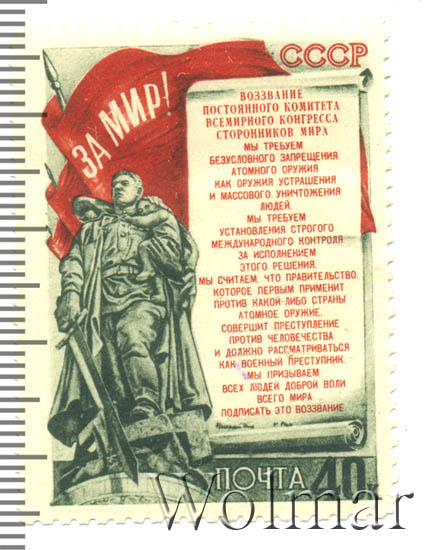 СССР
ЗА МИР!
ВОЗЗВАНИЕ
ПОСТОЯННОГО КОМИТЕТА
ВСЕМИРНОГО КОНГРЕССА
СТОРОННИКОВ МИРА
МЫ ТРЕБУЕМ
БЕЗУСЛОВНОГО ЗАПРЕЩЕНИЯ
АТОМНОГО ОРУЖИЯ
КАК ОРУЖИЯ УСТРАШЕНИЯ
И МАССОВОГО УНИЧТОЖЕНИЯ
ЛЮДЕЙ.
МЫ ТРЕБУЕМ
УСТАНОВЛЕНИЯ СТРОГОГО
МЕЖДУНАРОДНОГО КОНТРОЛЯ
ЗА ИСПОЛНЕНИЕМ
ЭТОГО РЕШЕНИЯ.
МЫ СЧИТАЕМ, ЧТО ПРАВИТЕЛЬСТВО,
КОТОРОЕ ПЕРВЫМ ПРИМЕНИТ
ПРОТИВ КАКОЙ-ЛИБО СТРАНЫ
АТОМНОЕ ОРУЖИЕ,
СОВЕРШИТ ПРЕСТУПЛЕНИЕ
ПРОТИВ ЧЕЛОВЕЧЕСТВА
И ДОЛЖНО РАССМАТРИВАТЬСЯ
КАК ВОЕННЫЙ ПРЕСТУПНИК.
МЫ ПРИЗЫВАЕМ
ВСЕХ ЛЮДЕЙ ДОБРОЙ ВОЛИ
ВСЕГО МИРА
ПОДПИСАТЬ ЭТО ВОЗЗВАНИЕ
ПОЧТА 40К
Wolmar